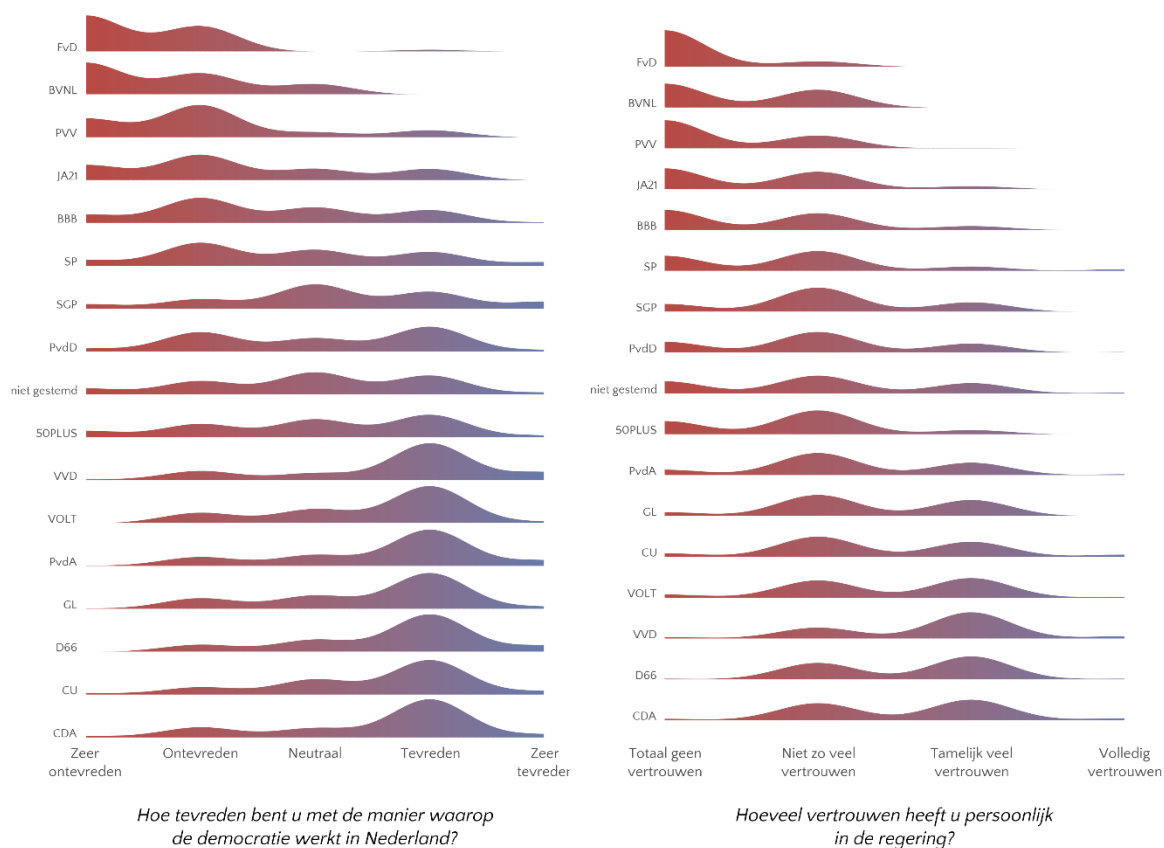 FvD
BVNL
PVV
JA21
BBB
SP
SGP
PvdD
niet gestemd
50PLUS
VVD
VOLT
PvdA
GL
D66
CU
CDA
Zeer ontevreden
Ontevreden
Neutraal
Tevreden
Zeer tevreden
Hoe tevreden bent u met de manier waarop
de democratie werkt in Nederland?
FvD
BVNL
PVV
JA21
BBB
SP
SGP
PvdD
niet gestemd
50PLUS
PvdA
GL
CU
VOLT
VVD
D66
CDA
Totaal geen vertrouwen
Niet zo veel vertrouwen
Tamelijk veel vertrouwen
Volledig vertrouwen
Hoeveel vertrouwen heeft u persoonlijk
in de regering?